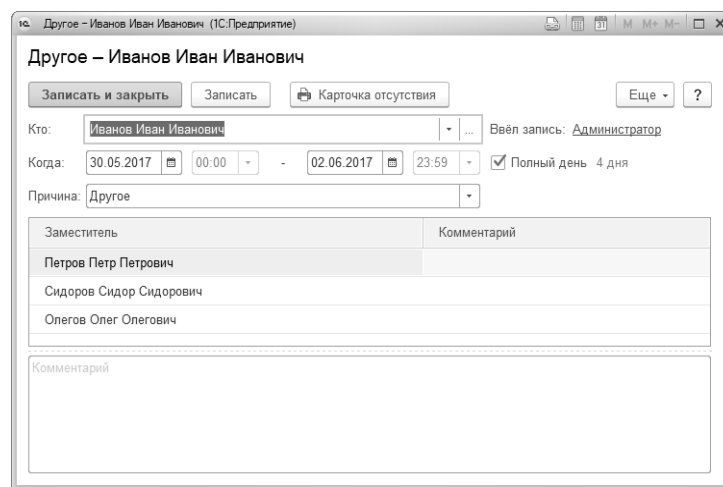 1С Другое – Иванов Иван Иванович (1С:Предприятие) 31 M M+ M-
Другое – Иванов Иван Иванович
Записать и закрыть Записать Карточка отсутствия Еще ?
Кто: Иванов Иван Иванович ... Ввёл запись: Администратор
Когда: 30.05.2017 00:00 - 02.06.2017 23:59 Полный день 4 дня
Причина: Другое
Заместитель Комментарий
Петров Петр Петрович
Сидоров Сидор Сидорович
Олегов Олег Олегович
Комментарий